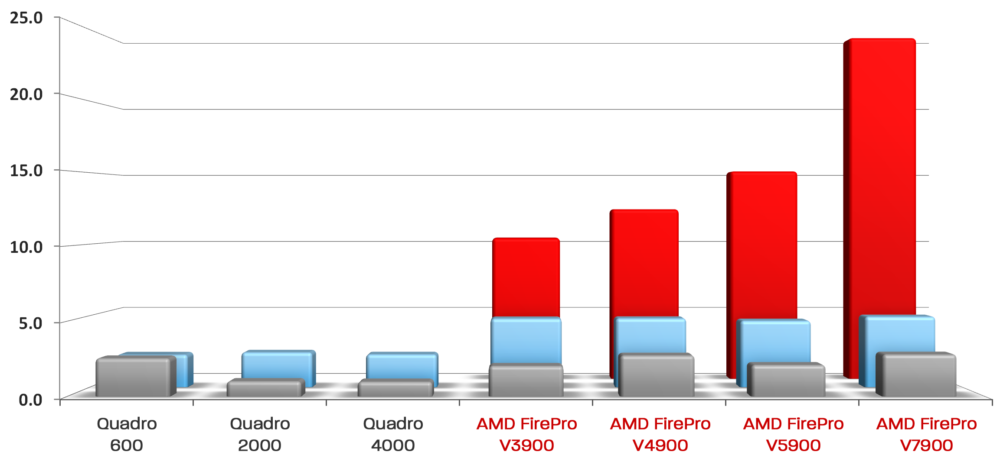 25.0
20.0
15.0
10.0
5.0
0.0
Quadro
600
Quadro
2000
Quadro
4000
AMD FirePro
V3900
AMD FirePro
V4900
AMD FirePro
V5900
AMD FirePro
V7900